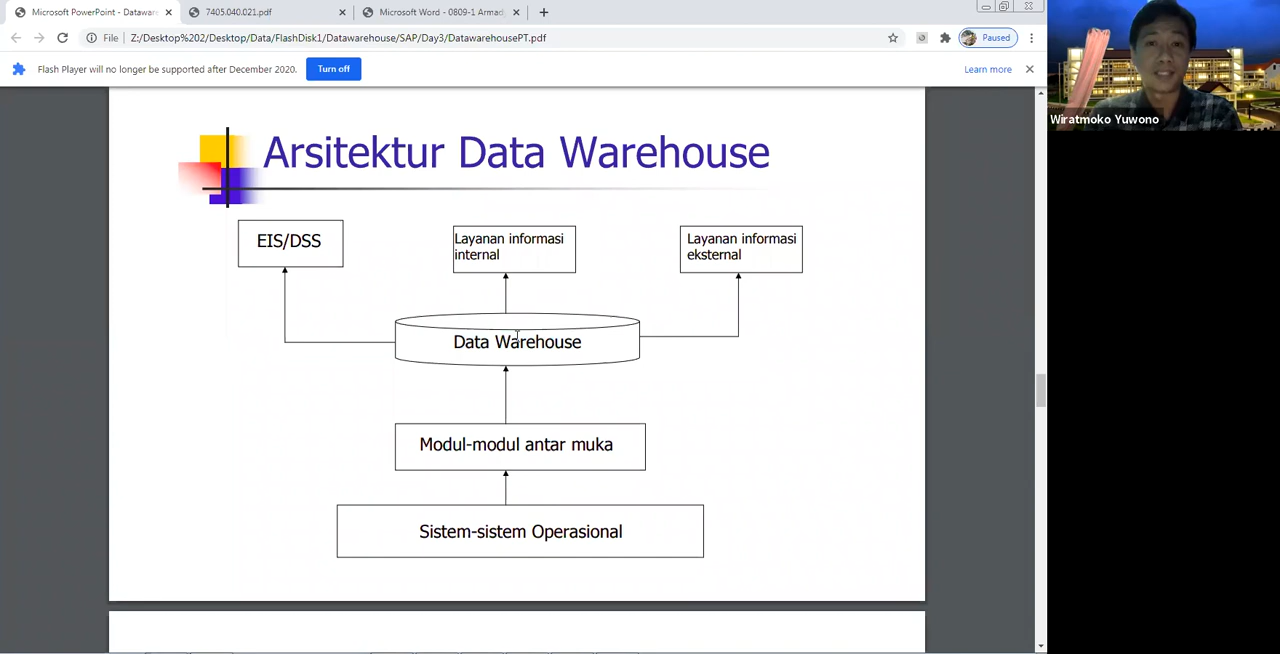 Microsoft PowerPoint - Dataware
7405.040.021.pdf
Microsoft Word - 0809-1 Armad
File
Z:/Desktop%202/Desktop/Data/FlashDisk1/Datawarehouse/SAP/Day3/DatawarehousePT.pdf
Paused
Flash Player will no longer be supported after December 2020.
Turn off
Learn more
Wiratmoko Yuwono
Arsitektur Data Warehouse
EIS/DSS
Layanan informasi
internal
Layanan informasi
eksternal
Data Warehouse
Modul-modul antar muka
Sistem-sistem Operasional